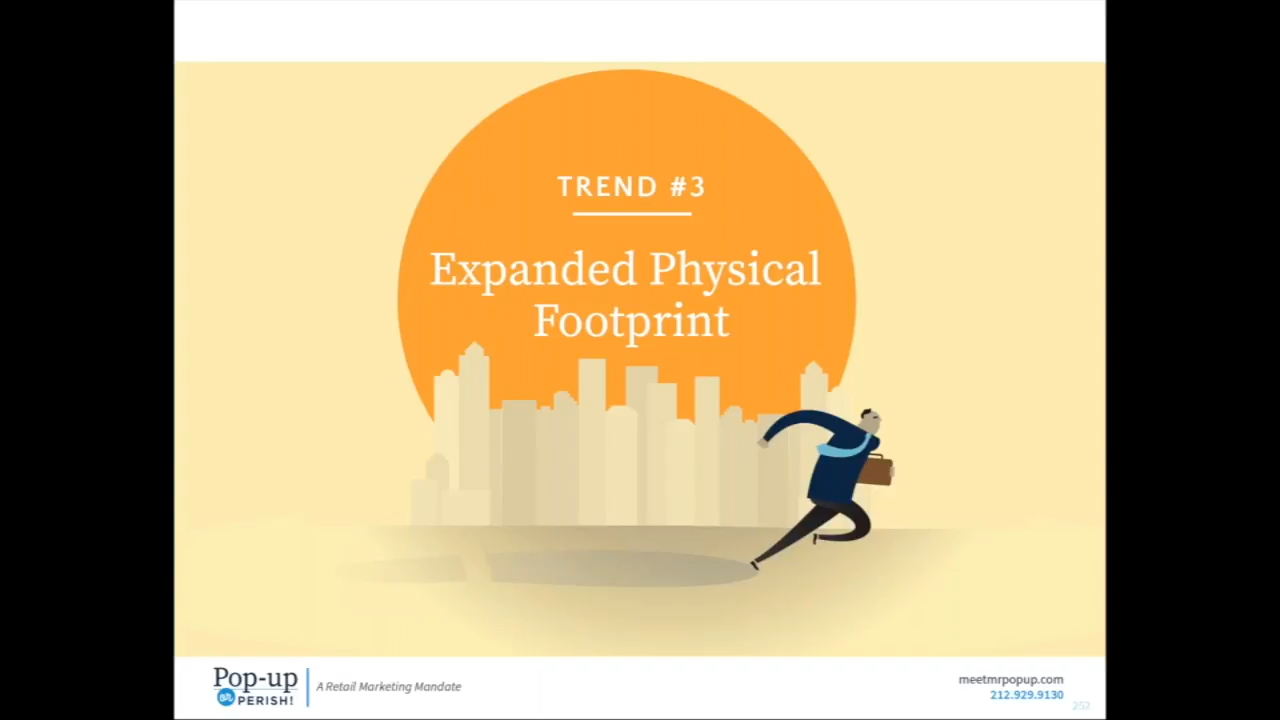 TREND #3
Expanded Physical
Footprint
Pop-up
or PERISH!
A Retail Marketing Mandate
meetmrpopup.com
212.929.9130